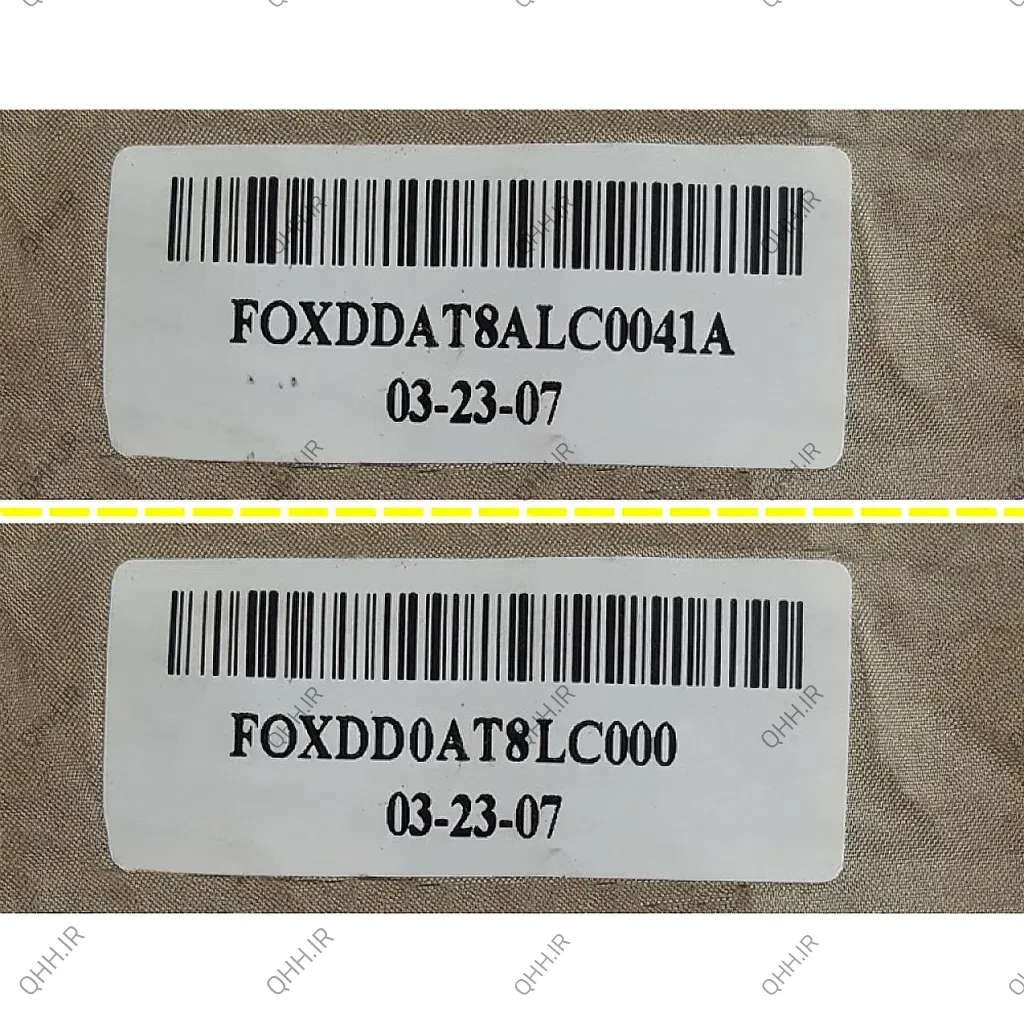 FOXDDAT8ALC0041A
03-23-07
FOXDD0AT8LC000
03-23-07
QHH.IR